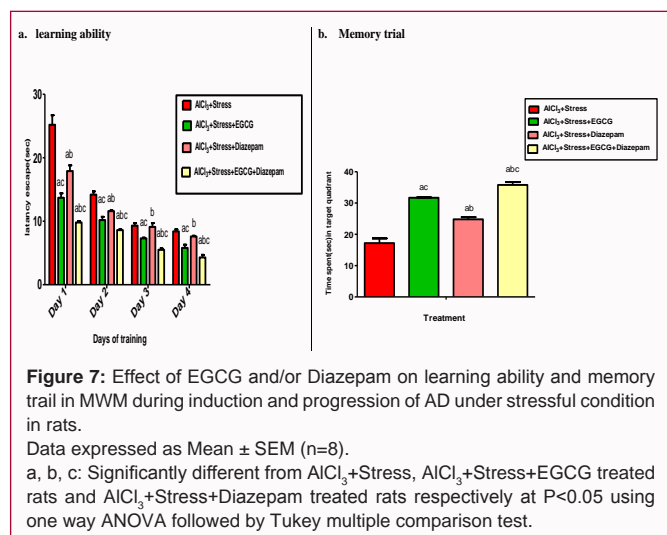 a. learning ability
b. Memory trial
latancy escape(sec)
30
20
10
0
ac
ab
abc
ac
ab
abc
ac
b
abc
ac
b
abc
Day 1
Day 2
Day 3
Day 4
Days of training
AlCl3+Stress
AlCl3+Stress+EGCG
AlCl3+Stress+Diazepam
AlCl3+Stress+EGCG+Diazepam
AlCl3+Stress
AlCl3+Stress+EGCG
AlCl3+Stress+Diazepam
AlCl3+Stress+EGCG+Diazepam
Time spent(sec)in target quadrant
40
30
20
10
0
ac
ab
abc
Treatment
Figure 7: Effect of EGCG and/or Diazepam on learning ability and memory
trail in MWM during induction and progression of AD under stressful condition
in rats.
Data expressed as Mean ± SEM (n=8).
a, b, c: Significantly different from AlCl3+Stress, AlCl3+Stress+EGCG treated
rats and AlCl3+Stress+Diazepam treated rats respectively at P<0.05 using
one way ANOVA followed by Tukey multiple comparison test.